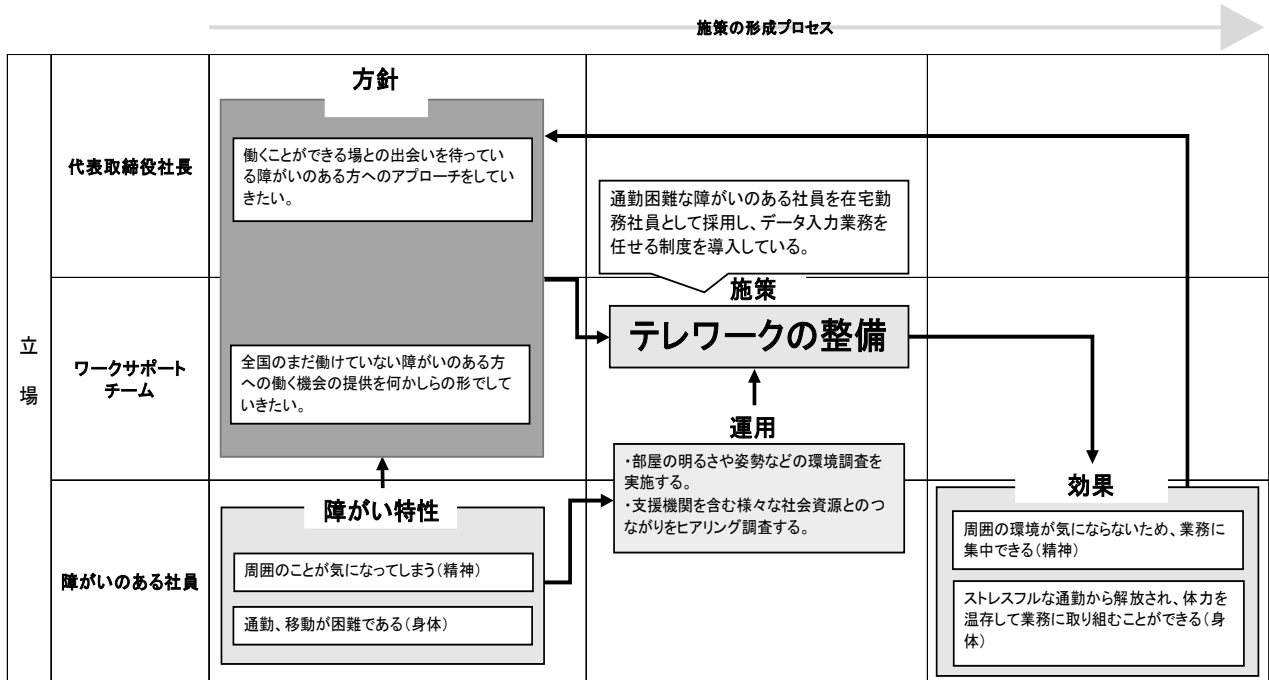 施策の形成プロセス
立
場
代表取締役社長
ワークサポート
チーム
障がいのある社員
方針
働くことができる場との出会いを待ってい
る障がいのある方へのアプローチをしてい
きたい。
全国のまだ働けていない障がいのある方
への働く機会の提供を何かしらの形でして
いきたい。
障がい特性
周囲のことが気になってしまう(精神)
通勤、移動が困難である(身体)
通勤困難な障がいのある社員を在宅勤
務社員として採用し、データ入力業務を
任せる制度を導入している。
施策
テレワークの整備
運用
・部屋の明るさや姿勢などの環境調査を
実施する。
・支援機関を含む様々な社会資源とのつ
ながりをヒアリング調査する。
効果
周囲の環境が気にならないため、業務に
集中できる(精神)
ストレスフルな通勤から解放され、体力を
温存して業務に取り組むことができる(身
体)